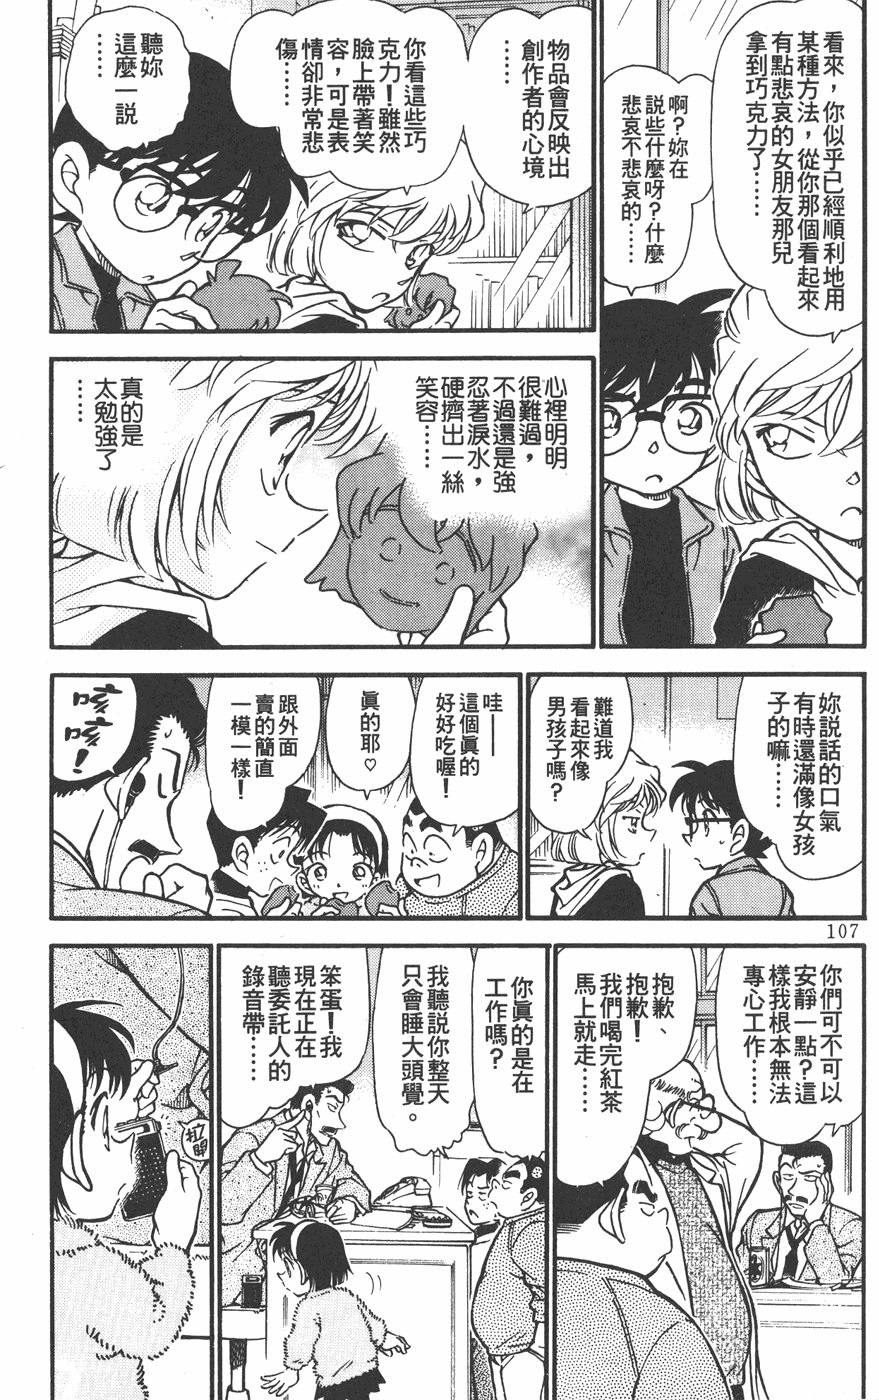 看來，你似乎已經順利地用
某種方法，從你那個看起來
有點悲哀的女朋友那兒
拿到巧克力了……
啊？妳在
說些什麼呀？什麼
悲哀不悲哀的……
物品會反映出
創作者的心境
……
你看這些巧
克力！雖然
臉上帶著笑
容，可是表
情卻非常悲
傷……
聽妳
這麼一說
……
心裡明明
很難過，
不過還是強
忍著淚水，
硬擠出一絲
笑容……
真的是
太勉強了
……
妳說話的口氣
有時還滿像女孩
子的嘛……
難道我
看起來像
男孩子嗎？
哇——
這個真的
好好吃喔！
真的耶♡
跟外面
賣的簡直
一模一樣！
咳
咳！
107
你們可不可以
安靜一點？這
樣我根本無法
專心工作……
抱歉、
抱歉！
我們喝完紅茶
馬上就走……
你真的是在
工作嗎？
我聽說你整天
只會睡大頭覺。
笨蛋！我
現在正在
聽委託人的
錄音帶……
拉開